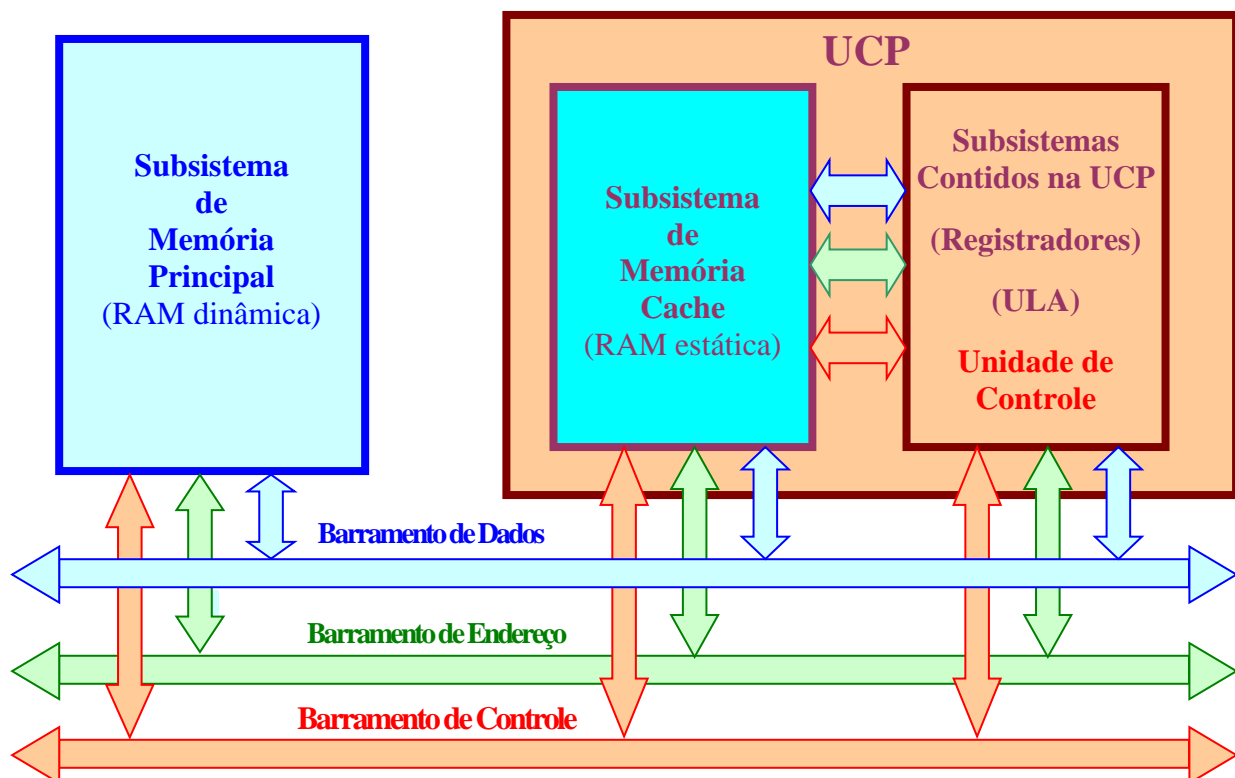 UCP
Subsistema
de
Memória
Principal
(RAM dinâmica)
Subsistema
de
Memória
Cache
(RAM estática)
Subsistemas
Contidos na UCP
(Registradores)
(ULA)
Unidade de
Controle
Barramento de Dados
Barramento de Endereço
Barramento de Controle